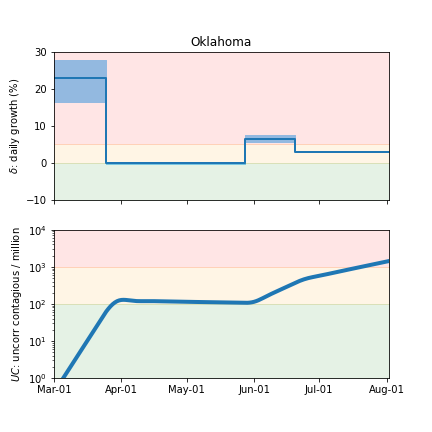 Oklahoma
δ: daily growth (%)
30
20
10
0
−10
UC: uncorr contagious / million
10⁴
10³
10²
10¹
10⁰
Mar-01 Apr-01 May-01 Jun-01 Jul-01 Aug-01